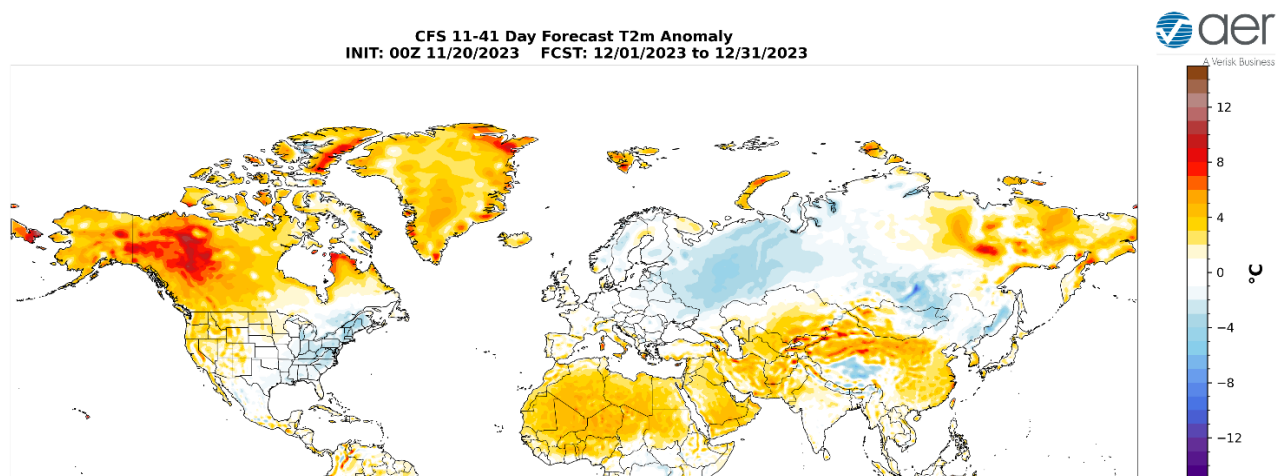 aer
A Verisk Business
CFS 11-41 Day Forecast T2m Anomaly
INIT: 00Z 11/20/2023 FCST: 12/01/2023 to 12/31/2023
12
8
4
0
−4
−8
−12
°C